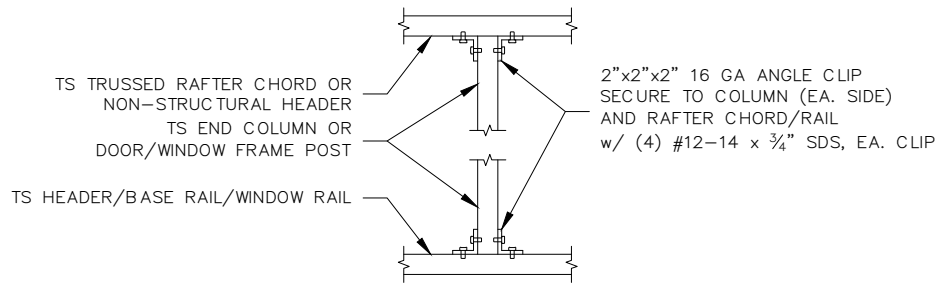 TS TRUSSED RAFTER CHORD OR
NON-STRUCTURAL HEADER
TS END COLUMN OR
DOOR/WINDOW FRAME POST
TS HEADER/BASE RAIL/WINDOW RAIL
2”x2”x2” 16 GA ANGLE CLIP
SECURE TO COLUMN (EA. SIDE)
AND RAFTER CHORD/RAIL
w/ (4) #12-14 x ¾” SDS, EA. CLIP